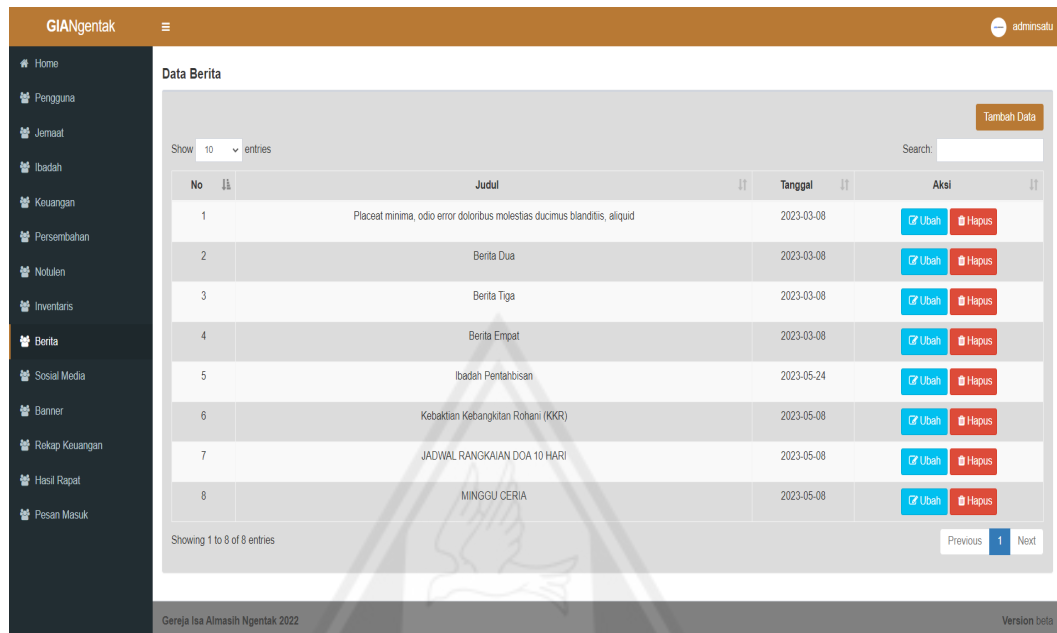 GIANgentak
adminsatu
Home
Pengguna
Jemaat
Ibadah
Keuangan
Persembahan
Notulen
Inventaris
Berita
Sosial Media
Banner
Rekap Keuangan
Hasil Rapat
Pesan Masuk
Data Berita
Tambah Data
Show 10 entries Search:
No Judul Tanggal Aksi
1 Placeat minima, odio error doloribus molestias ducimus blanditiis, aliquid 2023-03-08 Ubah Hapus
2 Berita Dua 2023-03-08 Ubah Hapus
3 Berita Tiga 2023-03-08 Ubah Hapus
4 Berita Empat 2023-03-08 Ubah Hapus
5 Ibadah Pentahbisan 2023-05-24 Ubah Hapus
6 Kebaktian Kebangkitan Rohani (KKR) 2023-05-08 Ubah Hapus
7 JADWAL RANGKAIAN DOA 10 HARI 2023-05-08 Ubah Hapus
8 MINGGU CERIA 2023-05-08 Ubah Hapus
Showing 1 to 8 of 8 entries Previous 1 Next
Gereja Isa Almasih Ngentak 2022 Version beta